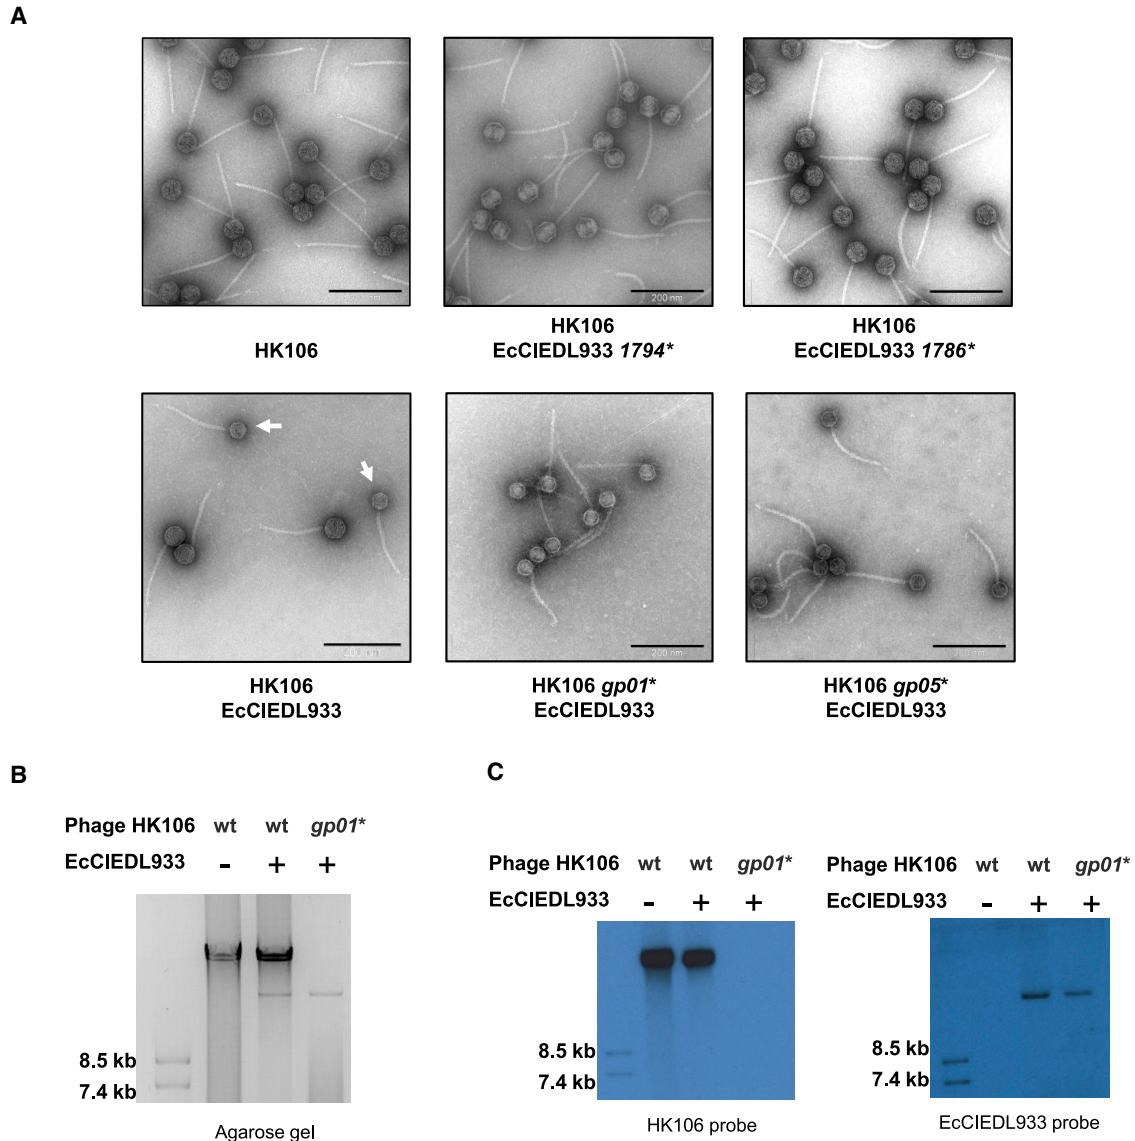 A
200 nm
HK106
HK106
EcCIEDL933 1794*
HK106
EcCIEDL933 1786*
200 nm
200 nm
HK106
EcCIEDL933
HK106 gp01*
EcCIEDL933
HK106 gp05*
EcCIEDL933
B
Phage HK106 wt wt gp01*
EcCIEDL933 - + +
8.5 kb
7.4 kb
Agarose gel
C
Phage HK106 wt wt gp01*
EcCIEDL933 - + +
8.5 kb
7.4 kb
HK106 probe
Phage HK106 wt wt gp01*
EcCIEDL933 - + +
8.5 kb
7.4 kb
EcCIEDL933 probe